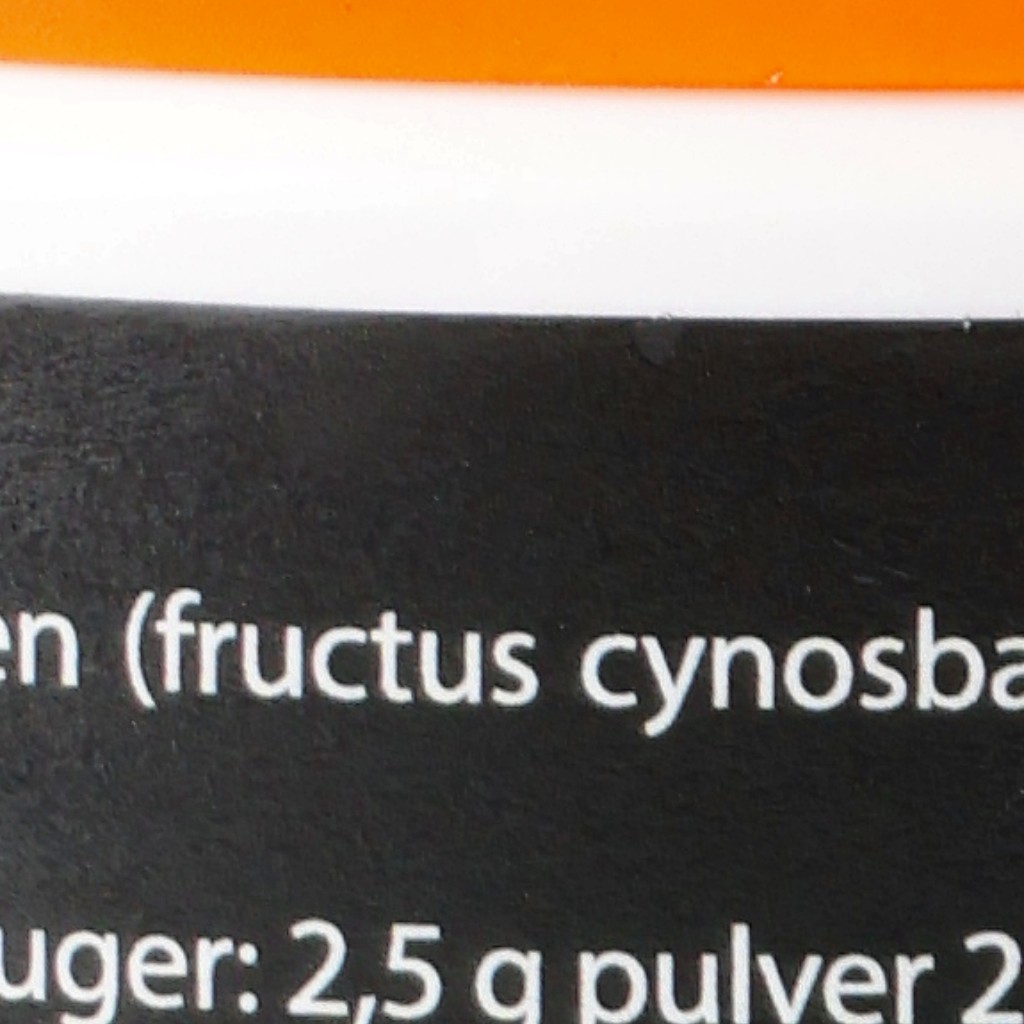 en (fructus cynosba
uger: 2,5 g pulver 2